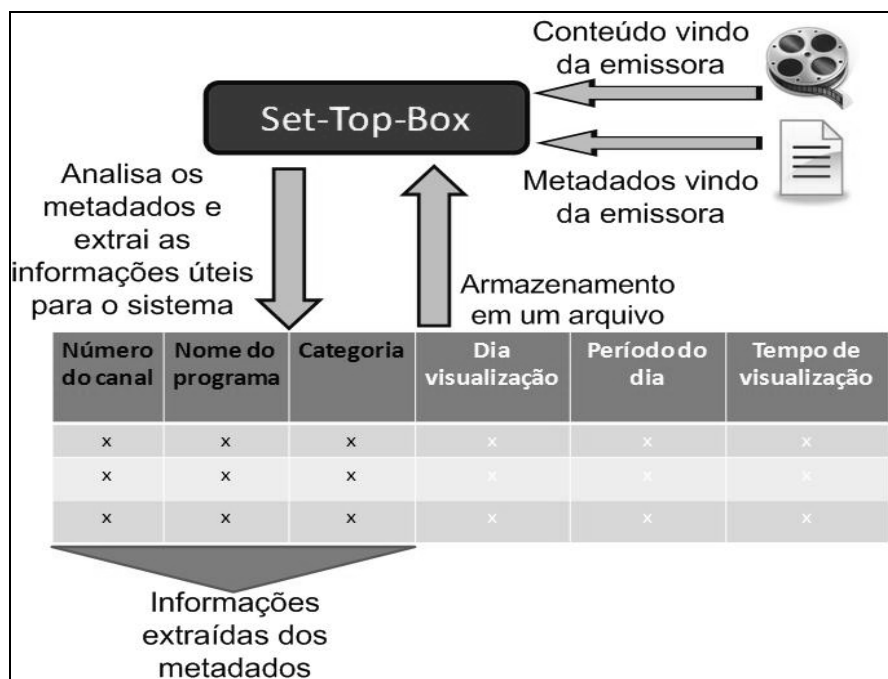 Conteúdo vindo
da emissora
Set-Top-Box
Metadados vindo
da emissora
Analisa os
metadados e
extrai as
informações úteis
para o sistema
Armazenamento
em um arquivo
Número do canal	Nome do programa	Categoria	Dia visualização	Período do dia	Tempo de visualização
x x x x x x
x x x x x x
x x x x x x
Informações
extraídas dos
metadados